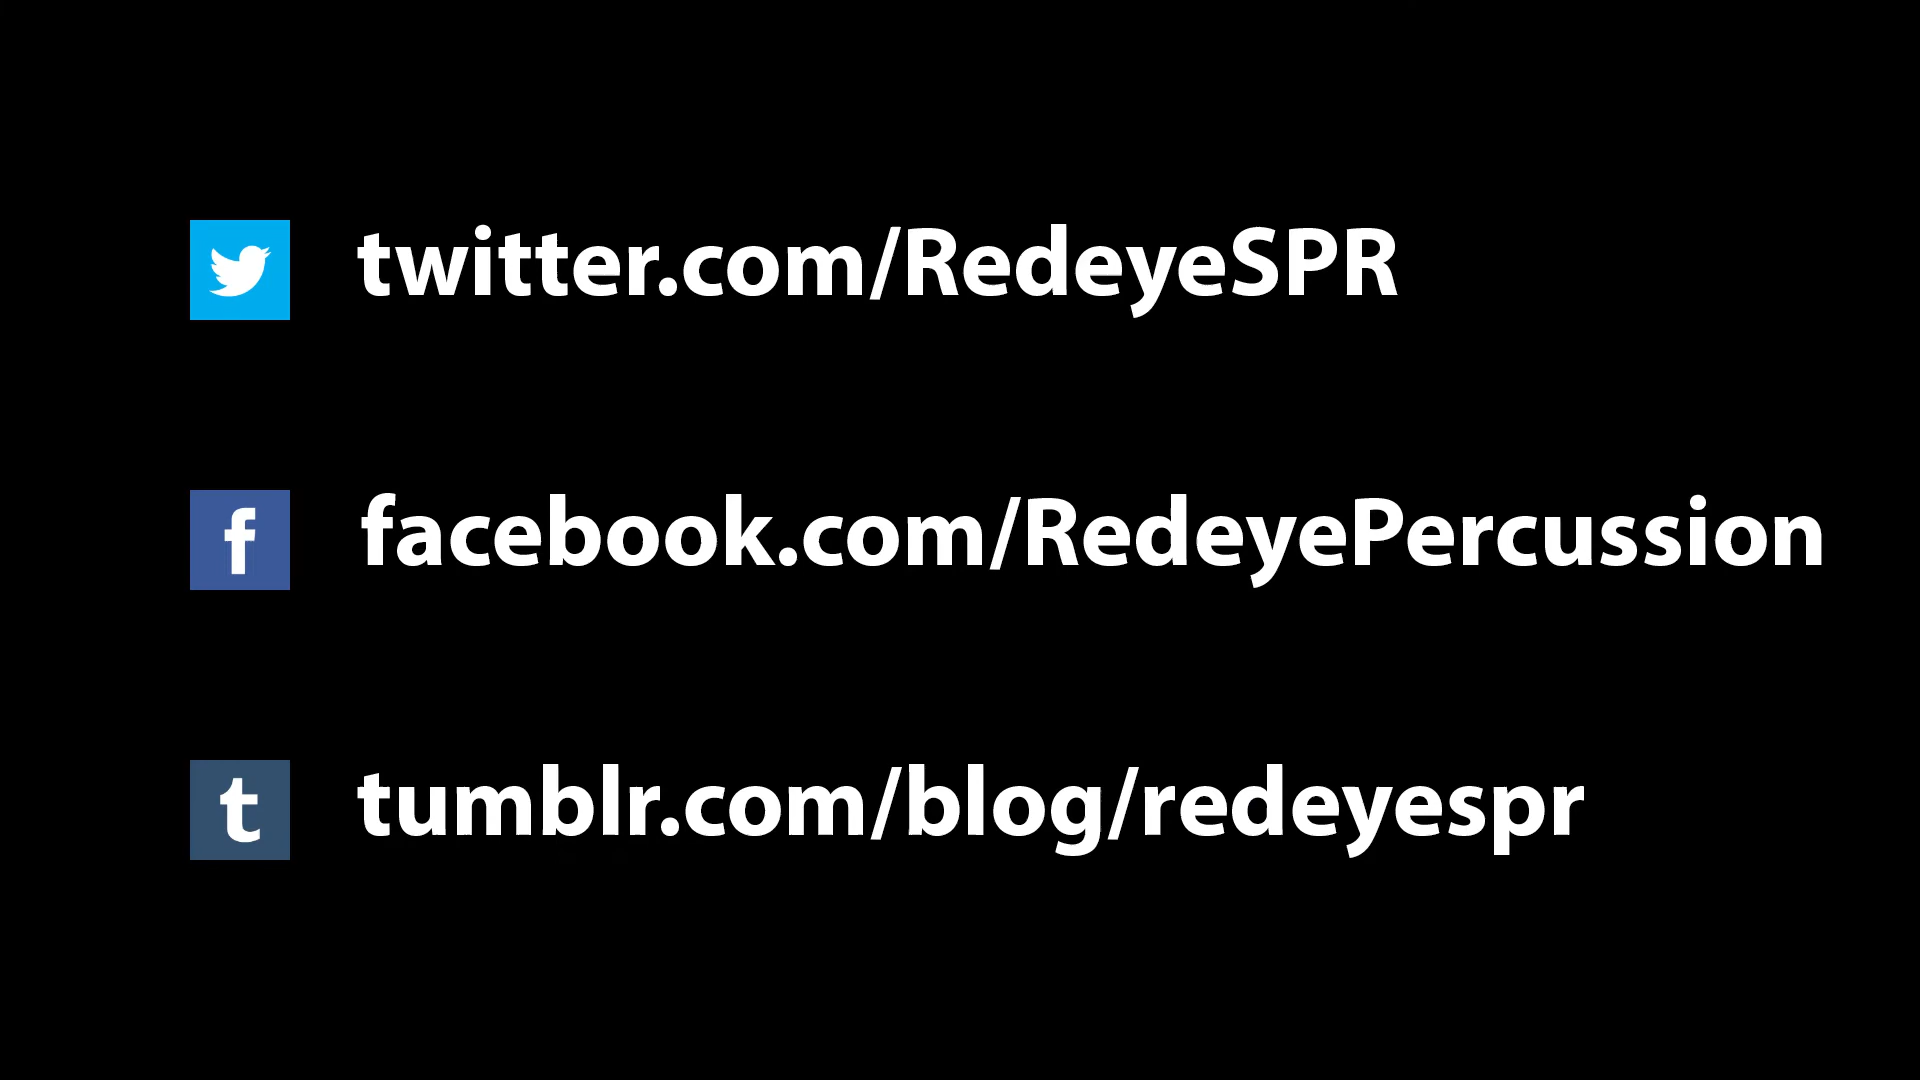 twitter.com/RedeyeSPR
facebook.com/RedeyePercussion
tumblr.com/blog/redeyespr